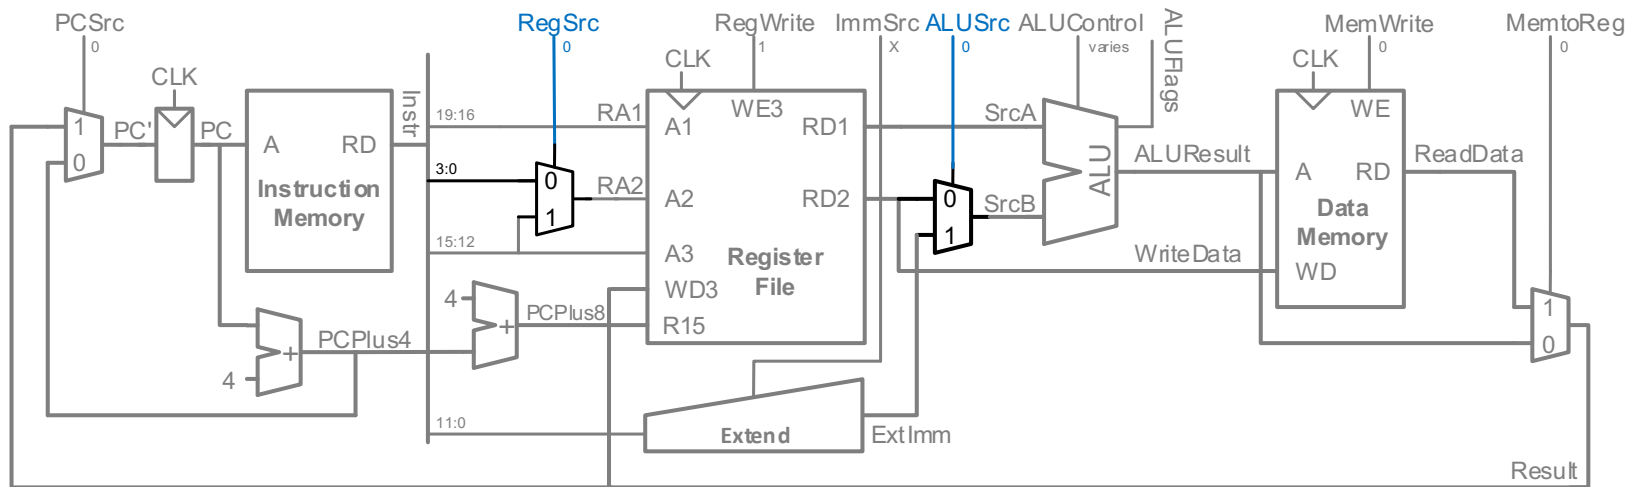 PCSrc
0
RegSrc
0
RegWrite
1
ImmSrc
X
ALUSrc
0
ALUControl
varies
ALUFlags
MemWrite
0
MemtoReg
0
CLK
CLK
CLK
1
0
PC'
PC
A
RD
Instruction
Memory
Instr
19:16
3:0
15:12
11:0
0
1
RA1
RA2
A1
A2
A3
WD3
R15
WE3
RD1
RD2
Register
File
0
1
SrcA
SrcB
ALU
ALUResult
WriteData
A
RD
WE
WD
Data
Memory
ReadData
1
0
4
+
PCPlus4
4
+
PCPlus8
Extend
ExtImm
Result